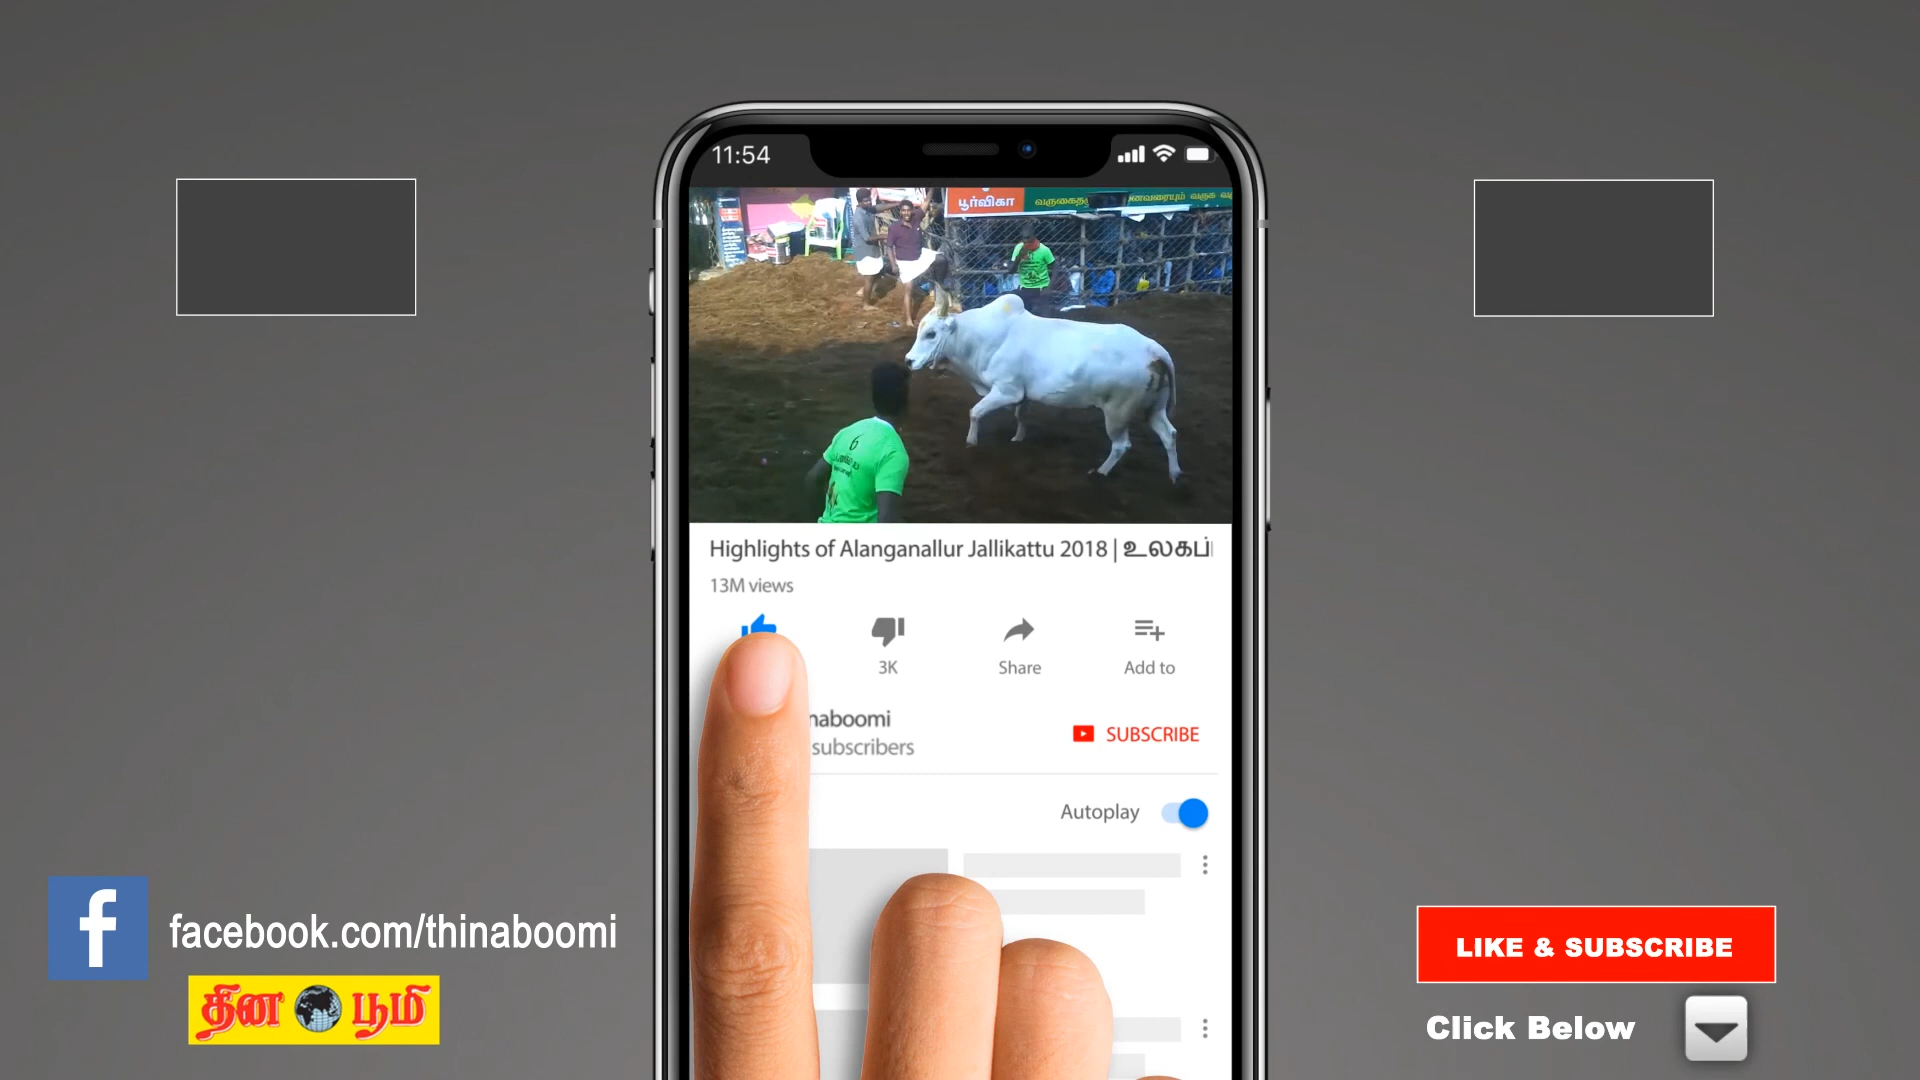 11:54
பூர்விகா
Highlights of Alanganallur Jallikattu 2018 | உலகப்
13M views
3K
Share
Add to
naboomi
subscribers
SUBSCRIBE
Autoplay
facebook.com/thinaboomi
தின பூமி
LIKE & SUBSCRIBE
Click Below
6